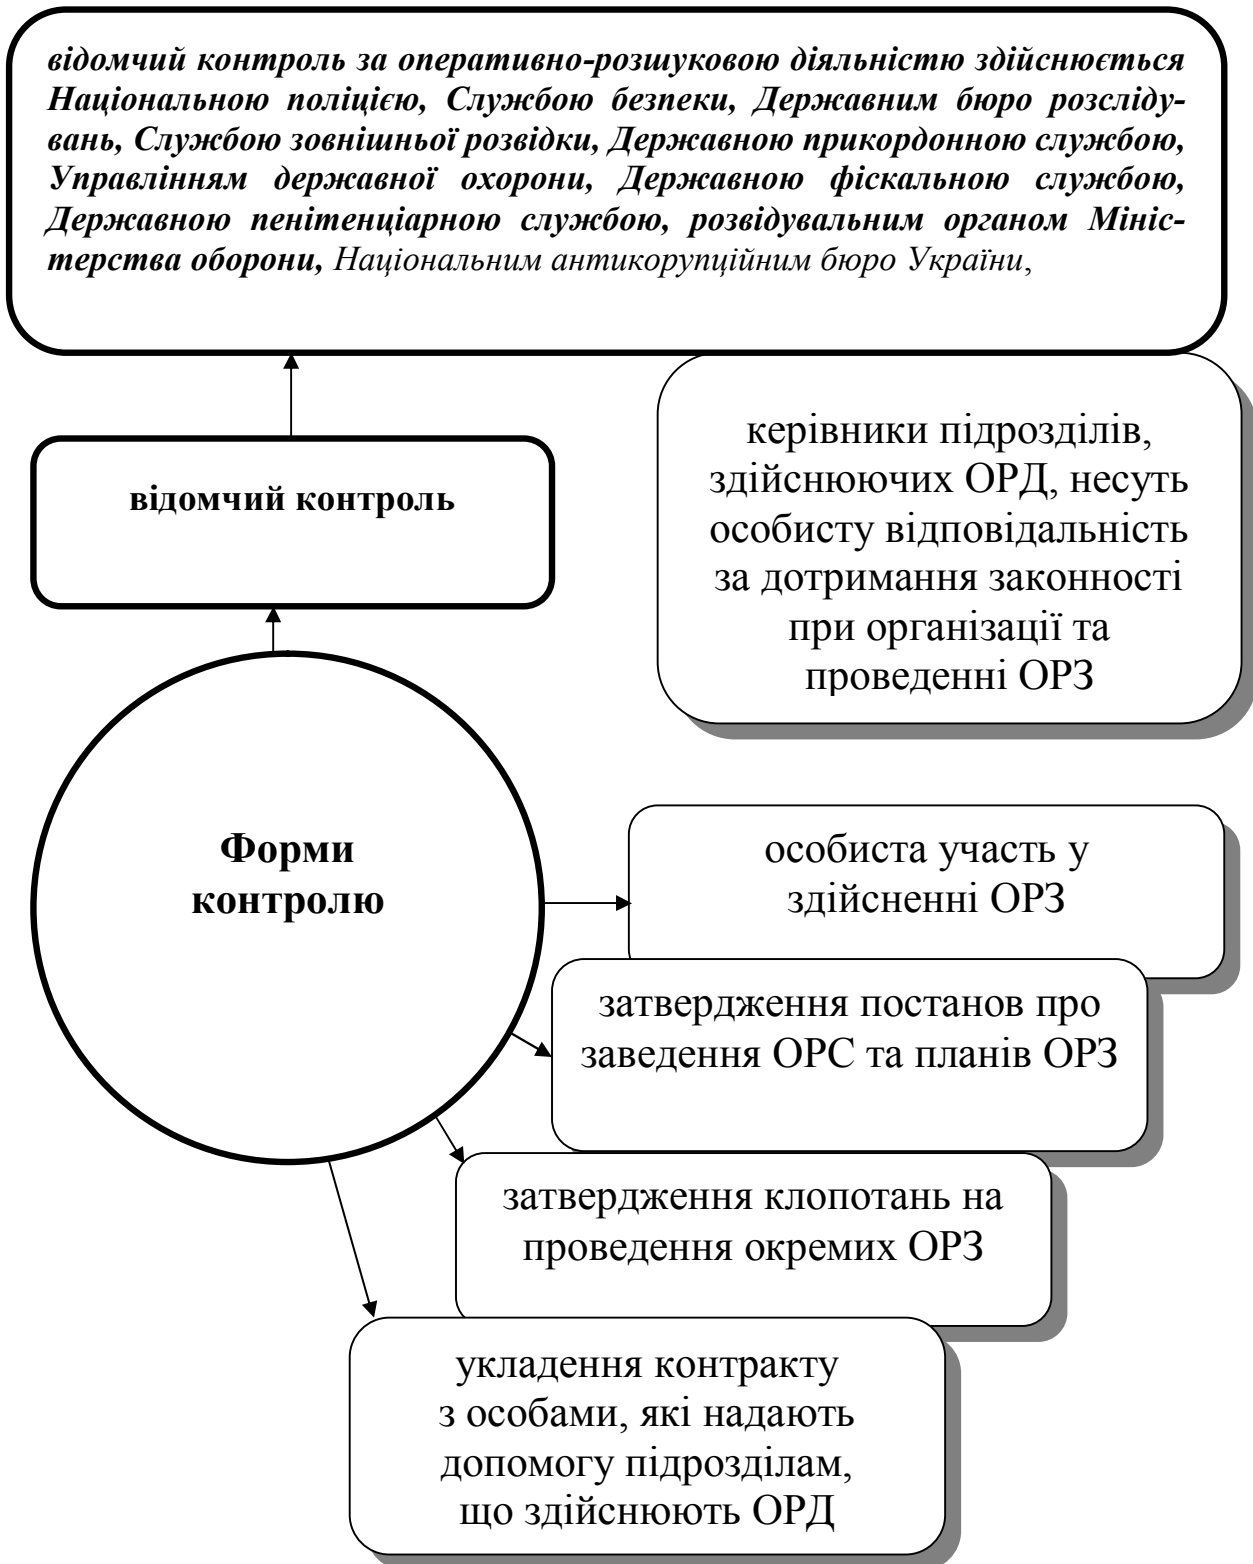 відомчий контроль за оперативно-розшуковою діяльністю здійснюється
Національною поліцією, Службою безпеки, Державним бюро розсліду-
вань, Службою зовнішньої розвідки, Державною прикордонною службою,
Управлінням державної охорони, Державною фіскальною службою,
Державною пенітенціарною службою, розвідувальним органом Мініс-
терства оборони, Національним антикорупційним бюро України,
керівники підрозділів,
здійснюючих ОРД, несуть
особисту відповідальність
за дотримання законності
при організації та
проведенні ОРЗ
відомчий контроль
Форми
контролю
особиста участь у
здійсненні ОРЗ
затвердження постанов про
заведення ОРС та планів ОРЗ
затвердження клопотань на
проведення окремих ОРЗ
укладення контракту
з особами, які надають
допомогу підрозділам,
що здійснюють ОРД